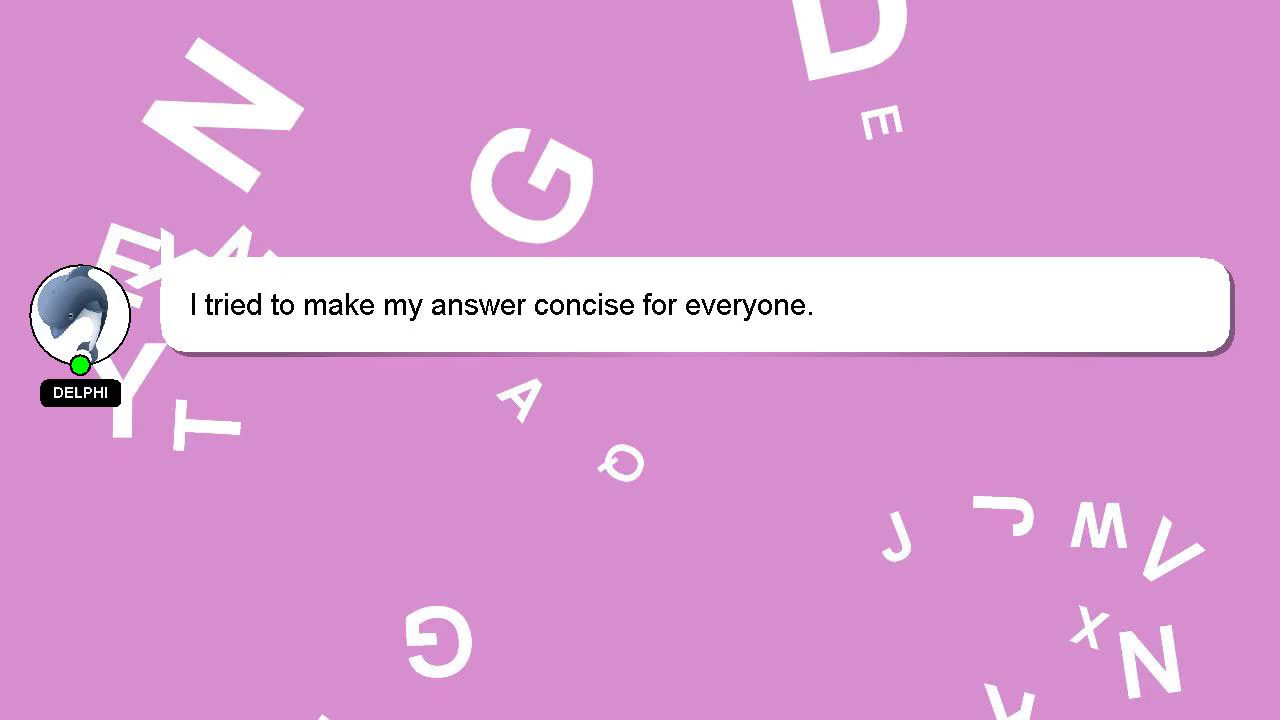 I tried to make my answer concise for everyone.
DELPHI
N
D
E
G
E
Y
T
A
Q
J
J
W
V
X
N
G